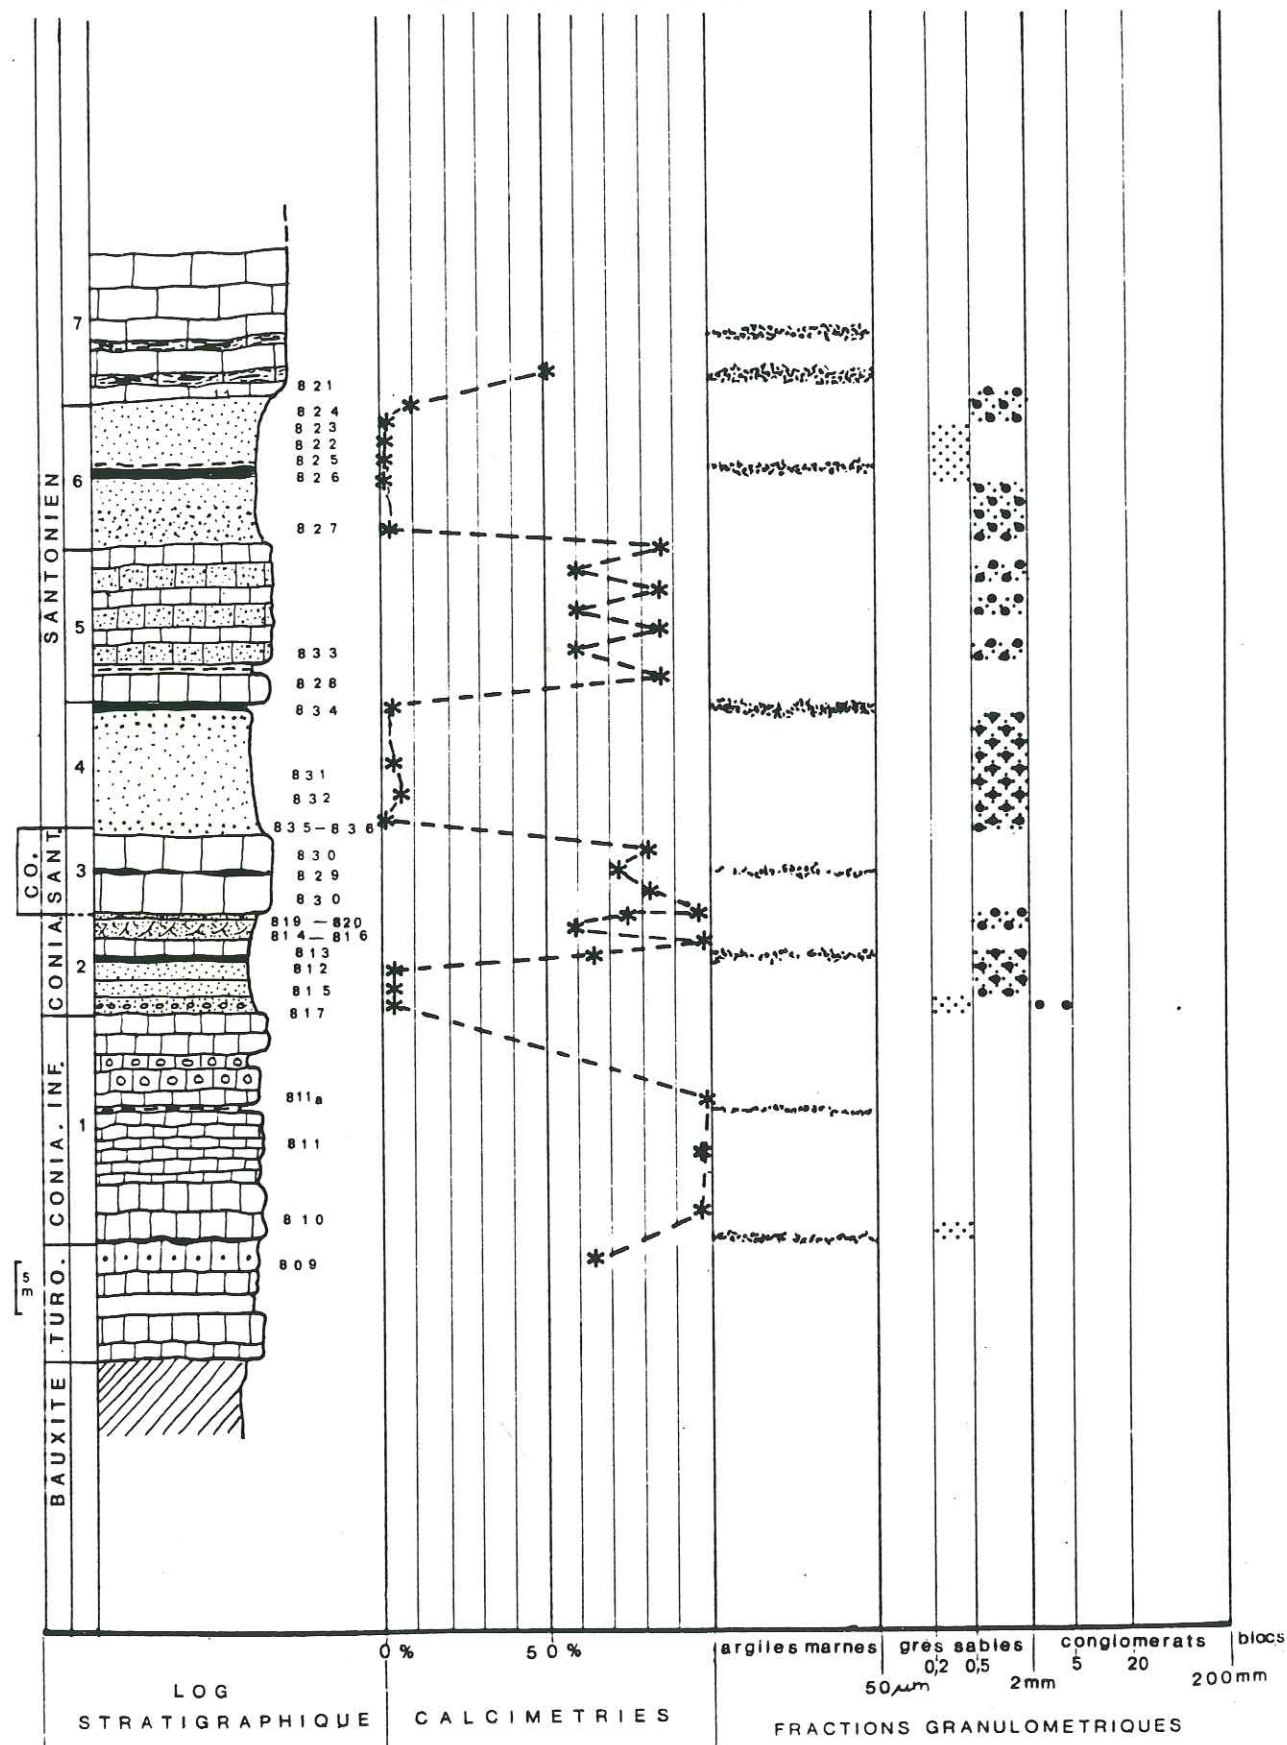 7
821
824
823
822
825
826
6
827
SANTONIEN
5
833
828
834
4
831
832
835–836
CO.
SANT.
3
830
829
830
819–820
814–816
813
CONIA.
2
812
815
817
CONIA. INF.
1
811a
811
810
TURO.
809
5
m
BAUXITE
0 %
50 %
argiles marnes
grès sables
conglomerats
blocs
50 µm
0,2
0,5
2mm
5
20
200mm
LOG
STRATIGRAPHIQUE
CALCIMETRIES
FRACTIONS GRANULOMETRIQUES